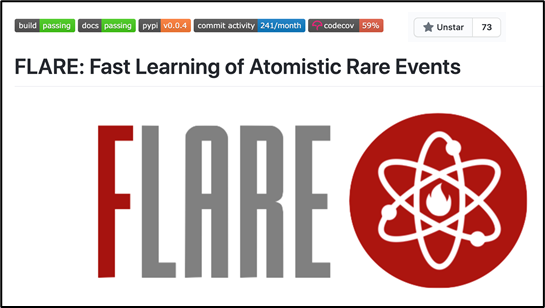 build passing docs passing pypi v0.0.4 commit activity 241/month codecov 59% Unstar 73
FLARE: Fast Learning of Atomistic Rare Events
FLARE